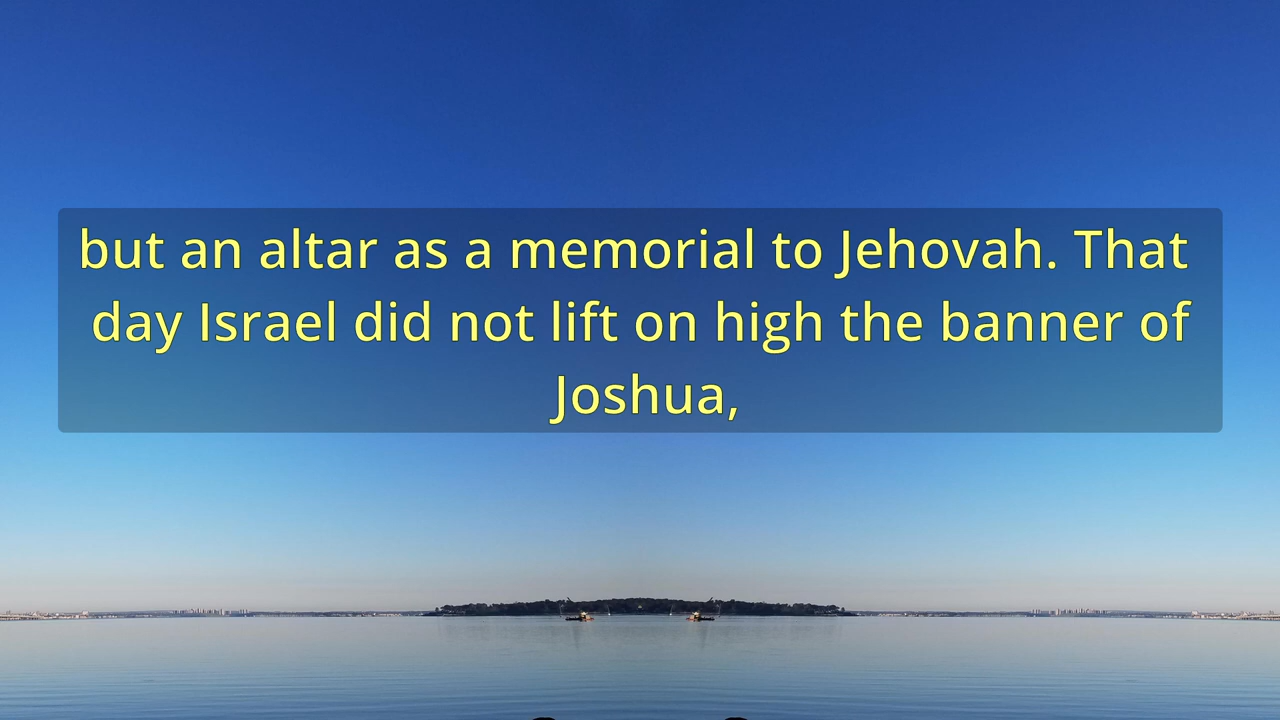 but an altar as a memorial to Jehovah. That
day Israel did not lift on high the banner of
Joshua,